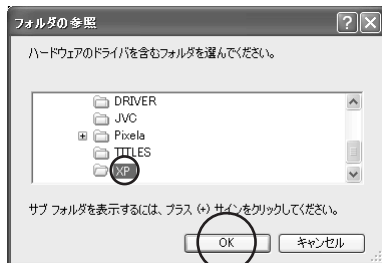 フォルダの参照
ハードウェアのドライバを含むフォルダを選んでください。
DRIVER
JVC
Pixela
TITLES
XP
サブ フォルダを表示するには、プラス (+) サインをクリックしてください。
OK
キャンセル